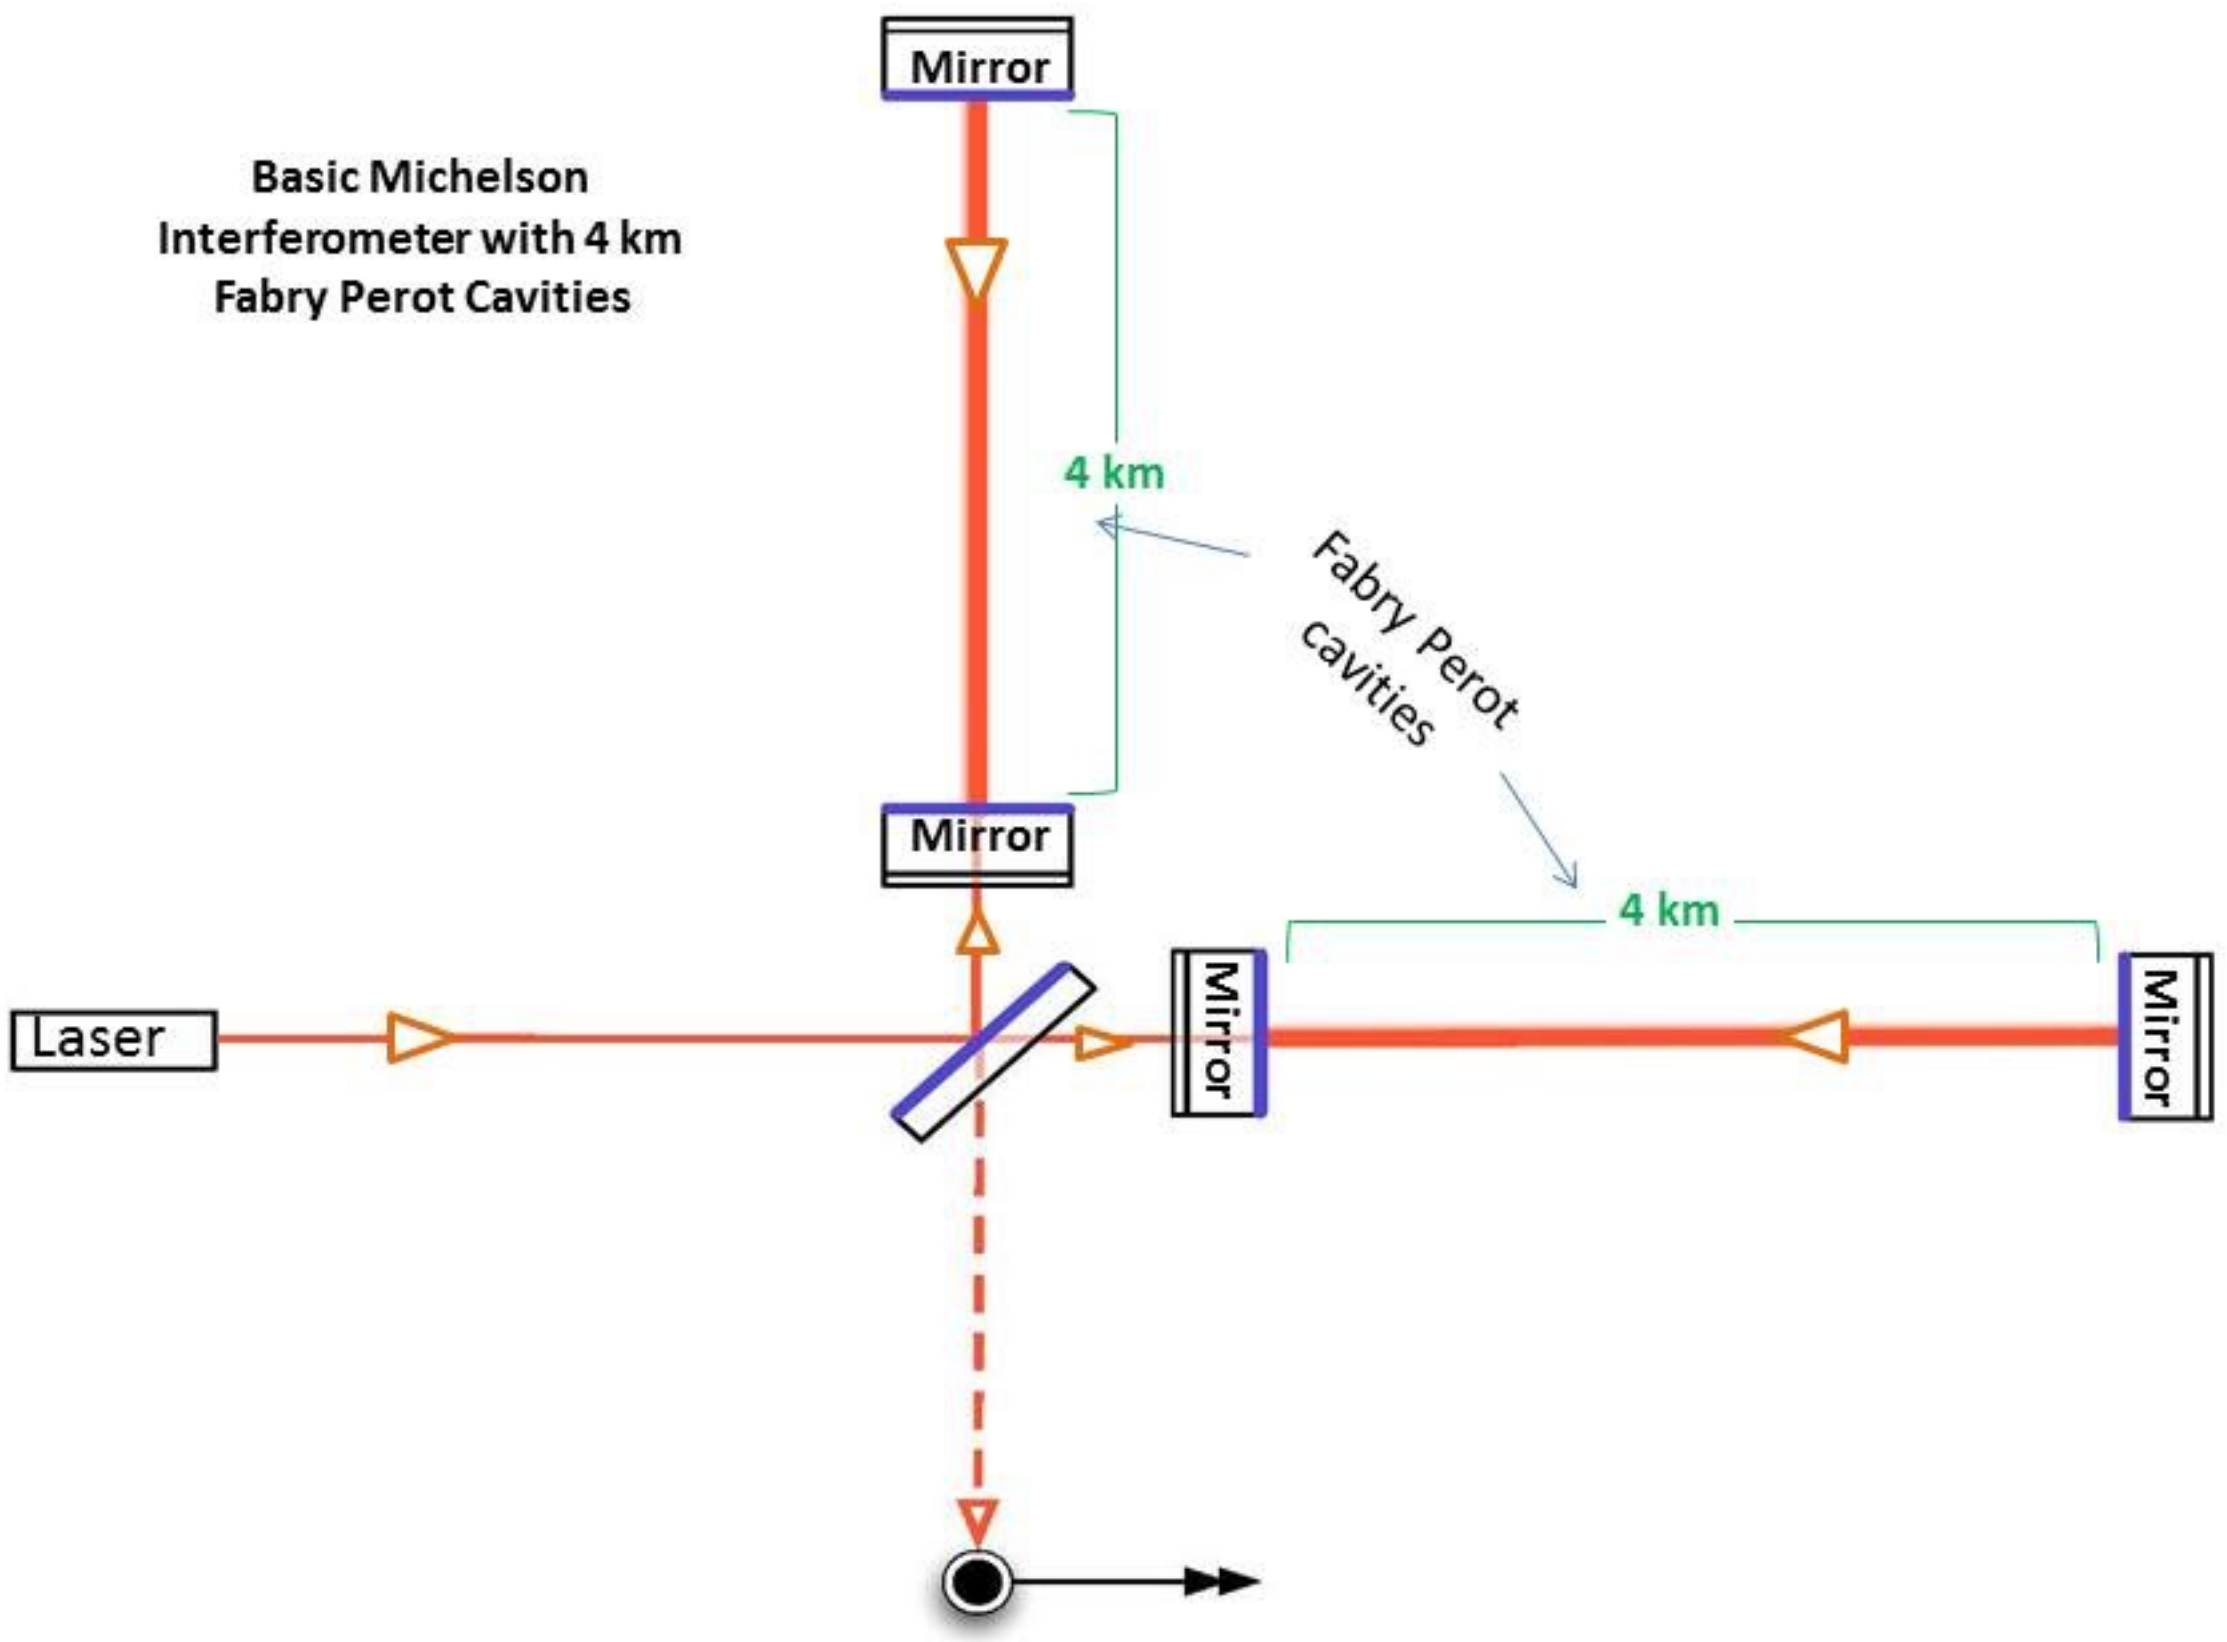 Mirror
Basic Michelson
Interferometer with 4 km
Fabry Perot Cavities
4 km
Fabry Perot
cavities
Mirror
4 km
Laser
Mirror
Mirror